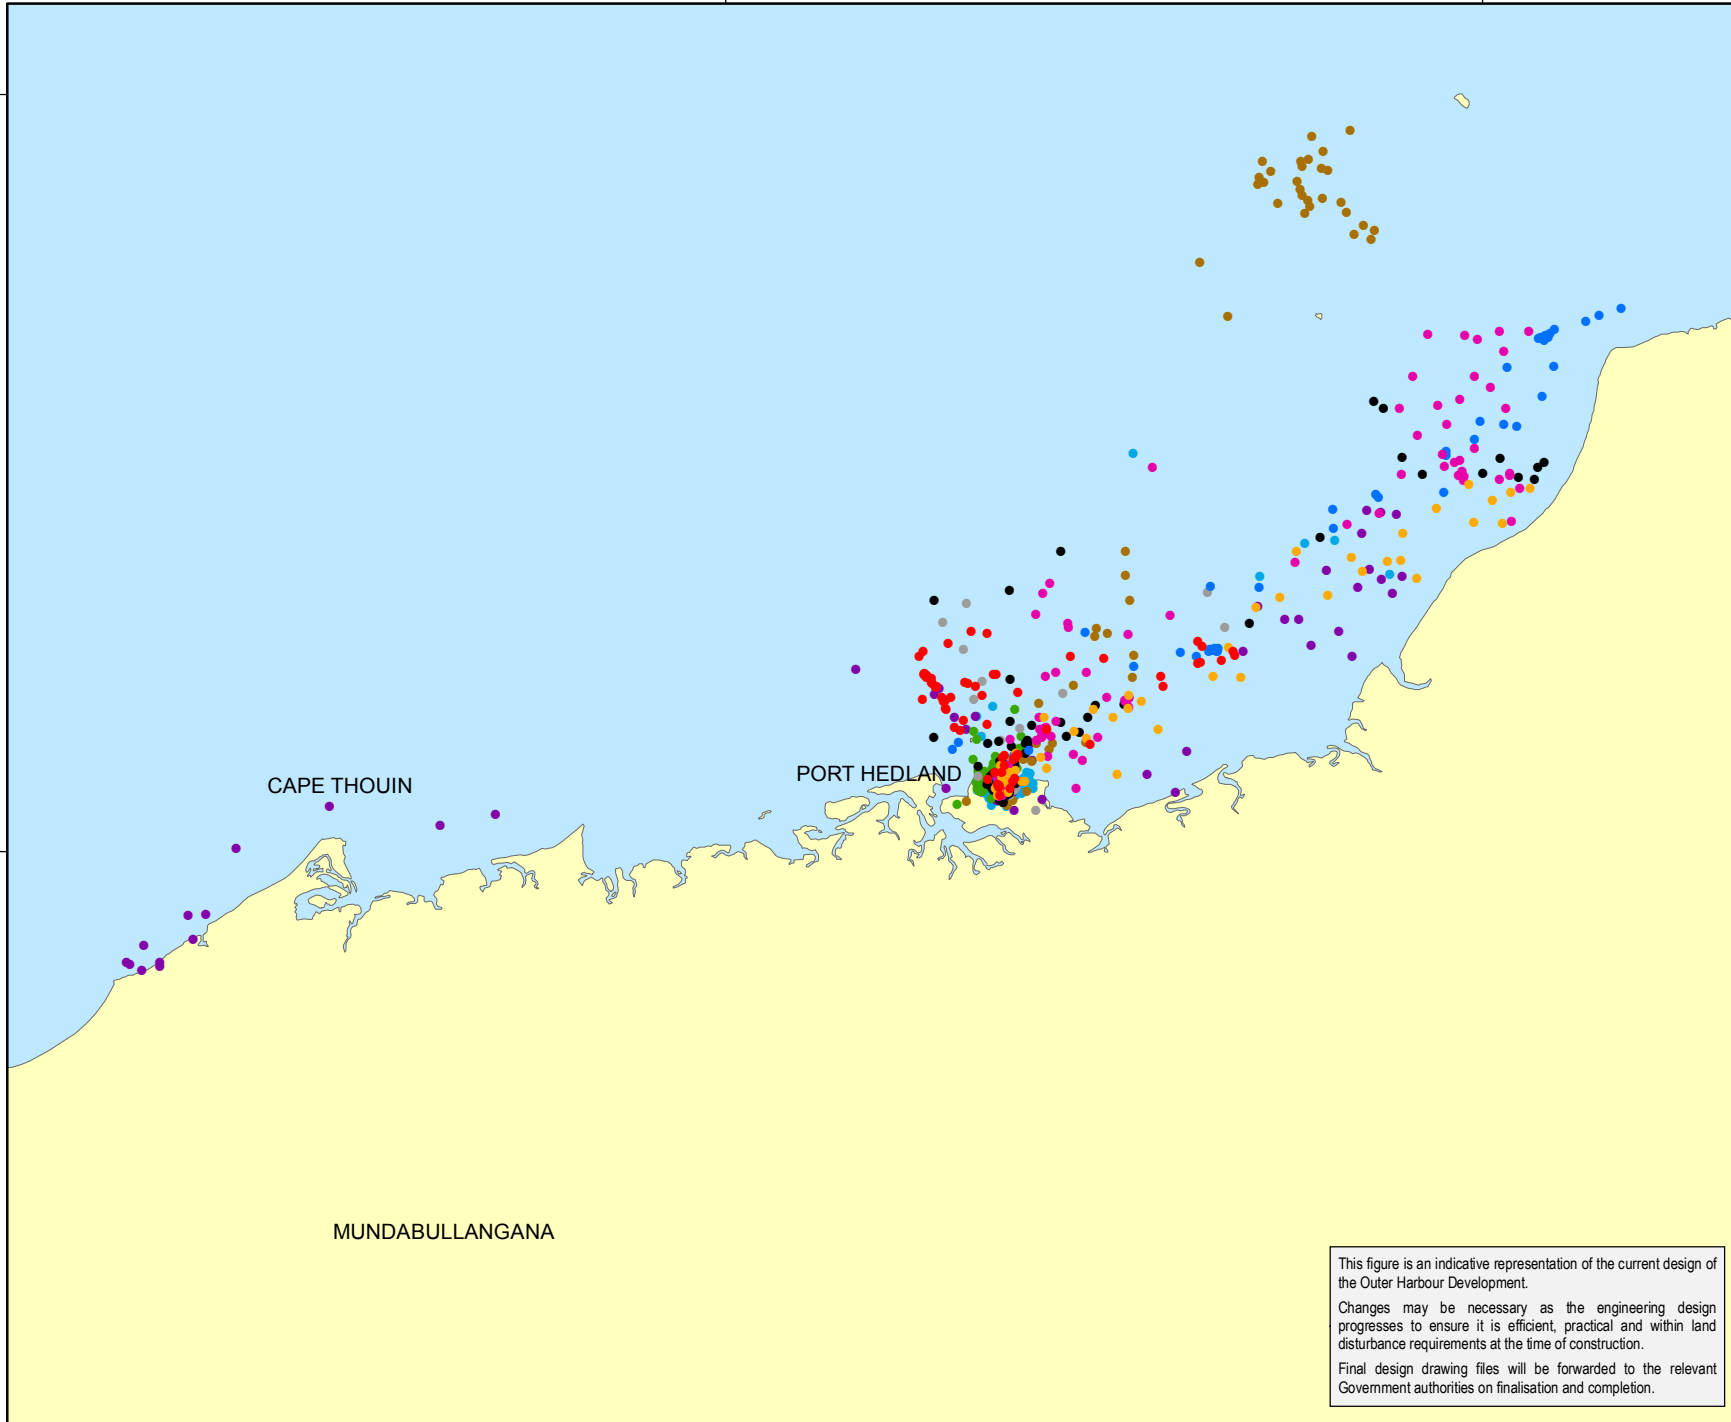 PORT HEDLAND
CAPE THOUIN
MUNDABULLANGANA
This figure is an indicative representation of the current design of
the Outer Harbour Development.
Changes may be necessary as the engineering design
progresses to ensure it is efficient, practical and within land
disturbance requirements at the time of construction.
Final design drawing files will be forwarded to the relevant
Government authorities on finalisation and completion.